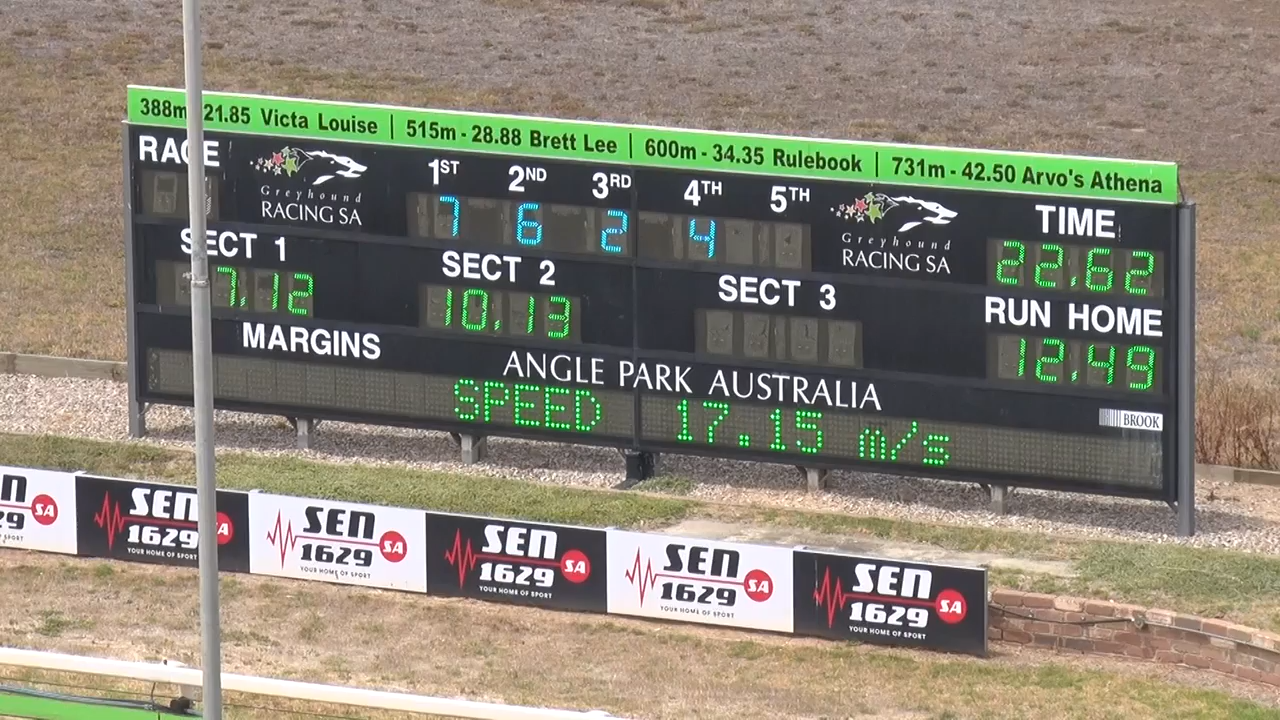 388m 21.85 Victa Louise | 515m - 28.88 Brett Lee | 600m - 34.35 Rulebook | 731m - 42.50 Arvo's Athena
RACE
Greyhound
RACING SA
1ST 2ND 3RD 4TH 5TH
7 6 2 4
Greyhound
RACING SA
TIME
22.62
SECT 1
7.12
SECT 2
10.13
SECT 3
RUN HOME
12.49
MARGINS
ANGLE PARK AUSTRALIA
SPEED 17.15 m/s
BROOK
N
29 SA
OF SPORT
SEN
1629 A
YOUR HOME OF SPORT
SEN
1629 SA
YOUR HOME OF SPORT
SEN
1629 SA
YOUR HOME OF SPORT
SEN
1629 SA
YOUR HOME OF SPORT
SEN
1629 SA
YOUR HOME OF SPORT